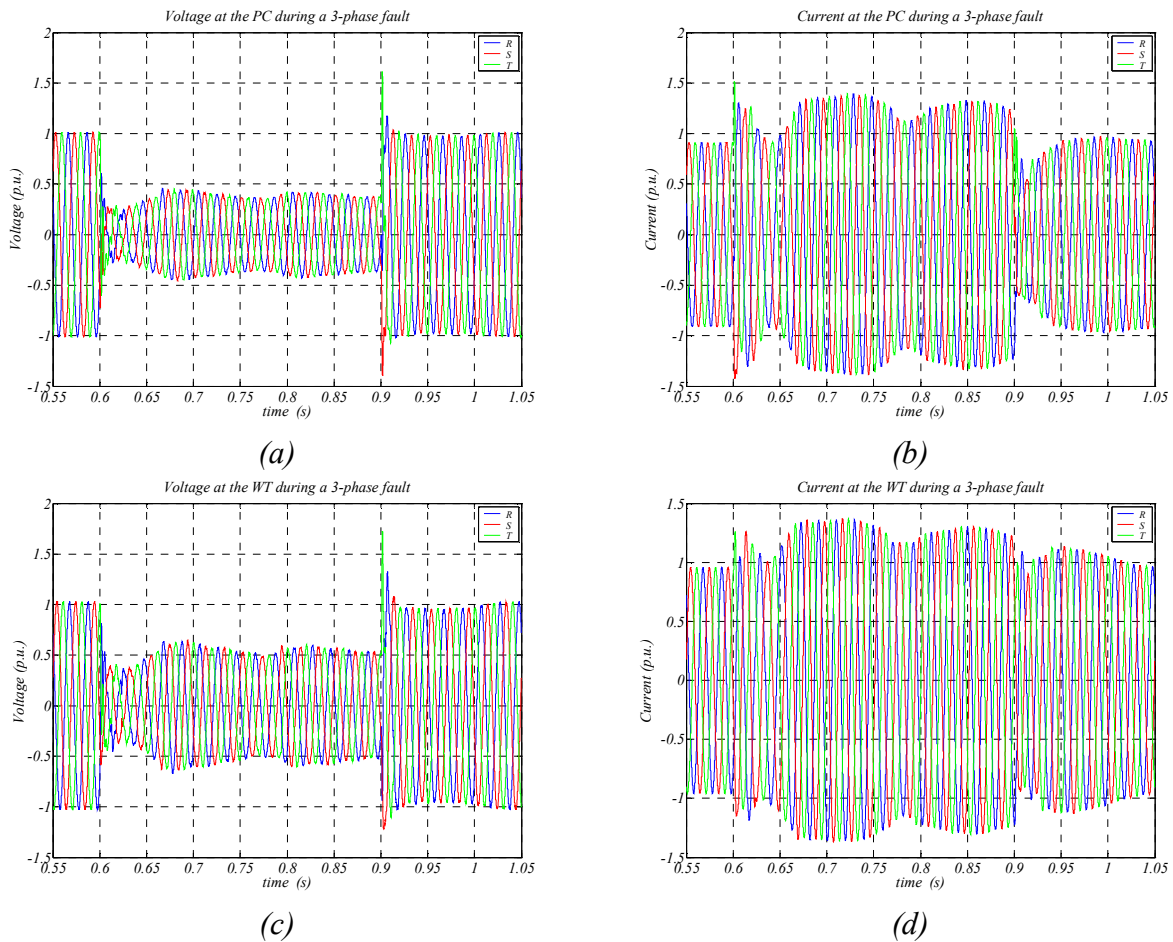 Voltage at the PC during a 3-phase fault
2
1.5
1
0.5
0
-0.5
-1
-1.5
Voltage (p.u.)
R
S
T
0.55 0.6 0.65 0.7 0.75 0.8 0.85 0.9 0.95 1 1.05
time (s)
(a)
Current at the PC during a 3-phase fault
2
1.5
1
0.5
0
-0.5
-1
-1.5
Current (p.u.)
R
S
T
0.55 0.6 0.65 0.7 0.75 0.8 0.85 0.9 0.95 1 1.05
time (s)
(b)
Voltage at the WT during a 3-phase fault
2
1.5
1
0.5
0
-0.5
-1
-1.5
Voltage (p.u.)
R
S
T
0.55 0.6 0.65 0.7 0.75 0.8 0.85 0.9 0.95 1 1.05
time (s)
(c)
Current at the WT during a 3-phase fault
1.5
1
0.5
0
-0.5
-1
-1.5
Current (p.u.)
R
S
T
0.55 0.6 0.65 0.7 0.75 0.8 0.85 0.9 0.95 1 1.05
time (s)
(d)